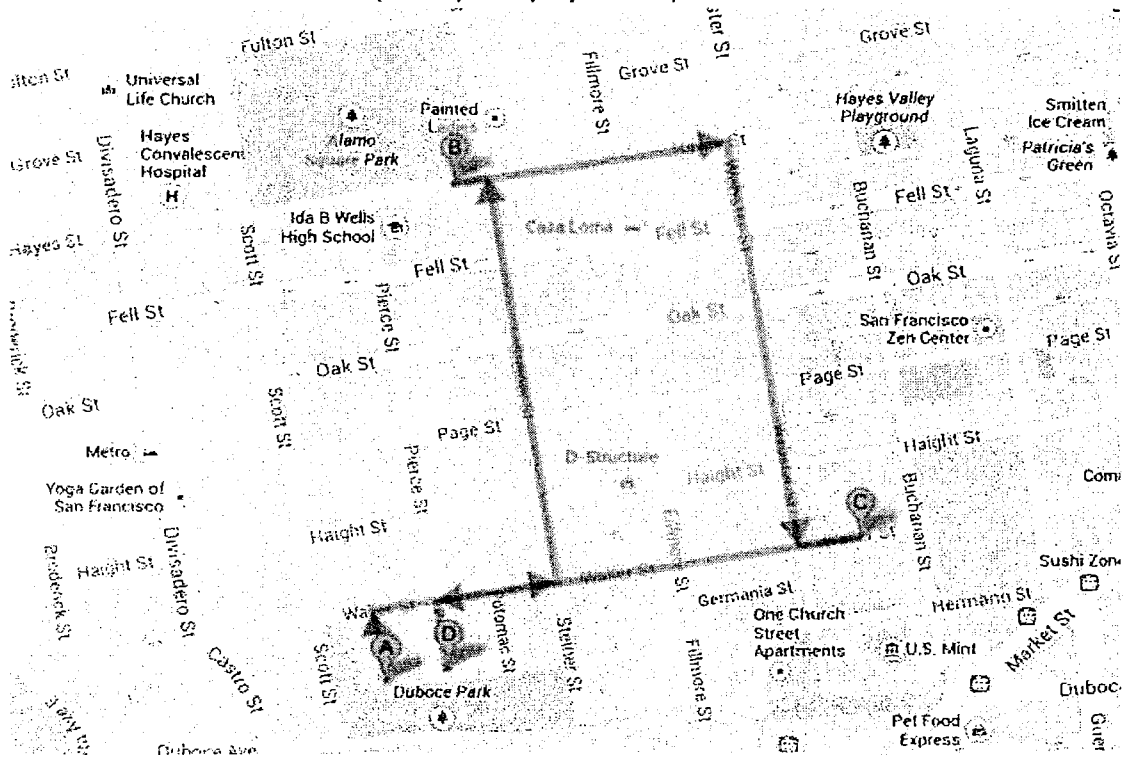 Fulton St
Grove St
Grove St
Fillmore St
Universal
Life Church
Painted
Hayes Valley
Playground
Smitten
Ice Cream
Patricia's
Green
Hayes
Convalescent
Hospital
H
Alamo
Square Park
B
Grove St
Divisadero St
Laguna St
Buchanan St
Fell St
Octavia St
Ida B Wells
High School
Casa Loma
Fell St
Hayes St
Scott St
Fell St
Oak St
Fell St
Pierce St
Oak St
San Francisco
Zen Center
Page St
Oak St
Page St
Oak St
Scott St
Page St
Haight St
Metro
Pierce St
D-Structure
Haight St
Yoga Garden of
San Francisco
C
Buchanan St
Haight St
Haight St
Divisadero St
Sushi Zon
Germania St
Hermann St
A
D
Potomac St
Steiner St
One Church
Street
Apartments
U.S. Mint
Market St
Castro St
Scott St
Duboce Park
Fillmore St
Duboc
Pet Food
Express
Duboce Ave